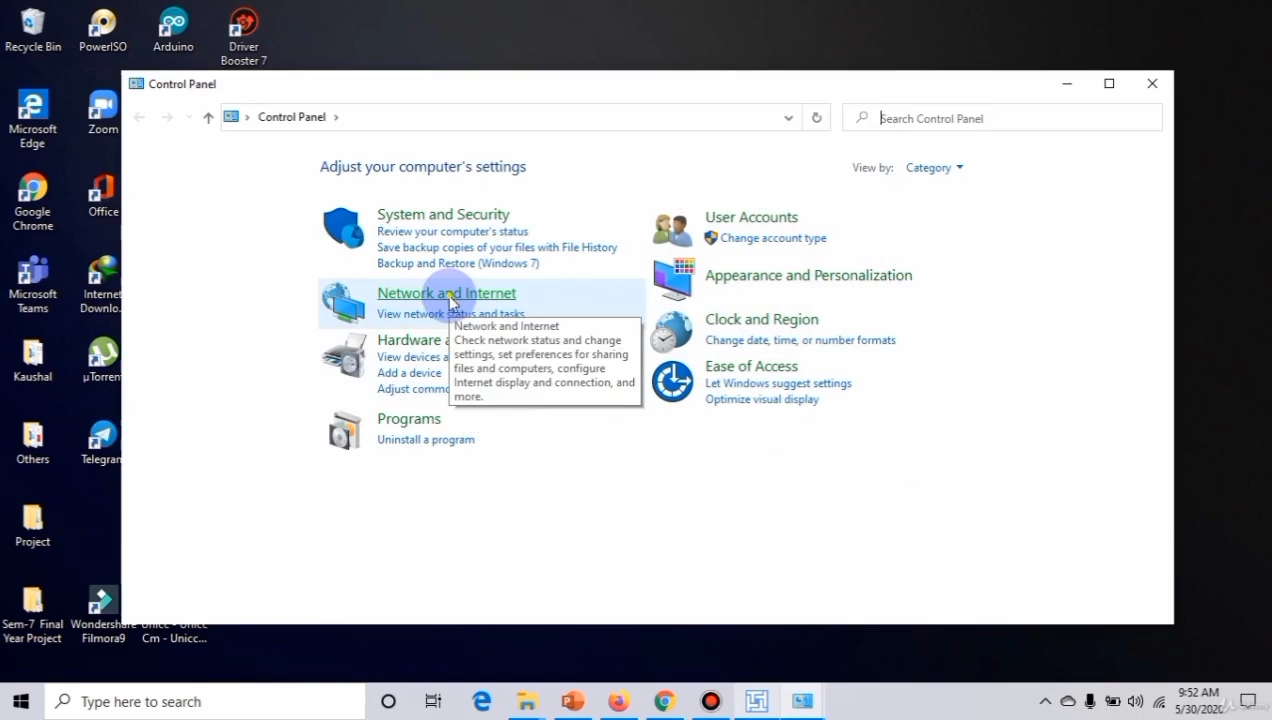 Recycle Bin
PowerISO
Arduino
Driver
Booster 7
Microsoft
Edge
Zoom
Google
Chrome
Office
Microsoft
Teams
Internet
Downlo...
Kaushal
µTorrent
Others
Telegram
Project
Sem-7 Final
Year Project
Wondershare
Filmora9
Unicc - Unicc
Cm - Unicc...
Control Panel
Control Panel
Search Control Panel
Adjust your computer's settings
View by:
Category
System and Security
Review your computer's status
Save backup copies of your files with File History
Backup and Restore (Windows 7)
Network and Internet
View network status and tasks
Hardware a
View devices a
Add a device
Adjust commo
Programs
Uninstall a program
Network and Internet
Check network status and change
settings, set preferences for sharing
files and computers, configure
Internet display and connection, and
more.
User Accounts
Change account type
Appearance and Personalization
Clock and Region
Change date, time, or number formats
Ease of Access
Let Windows suggest settings
Optimize visual display
Type here to search
9:52 AM
5/30/2020